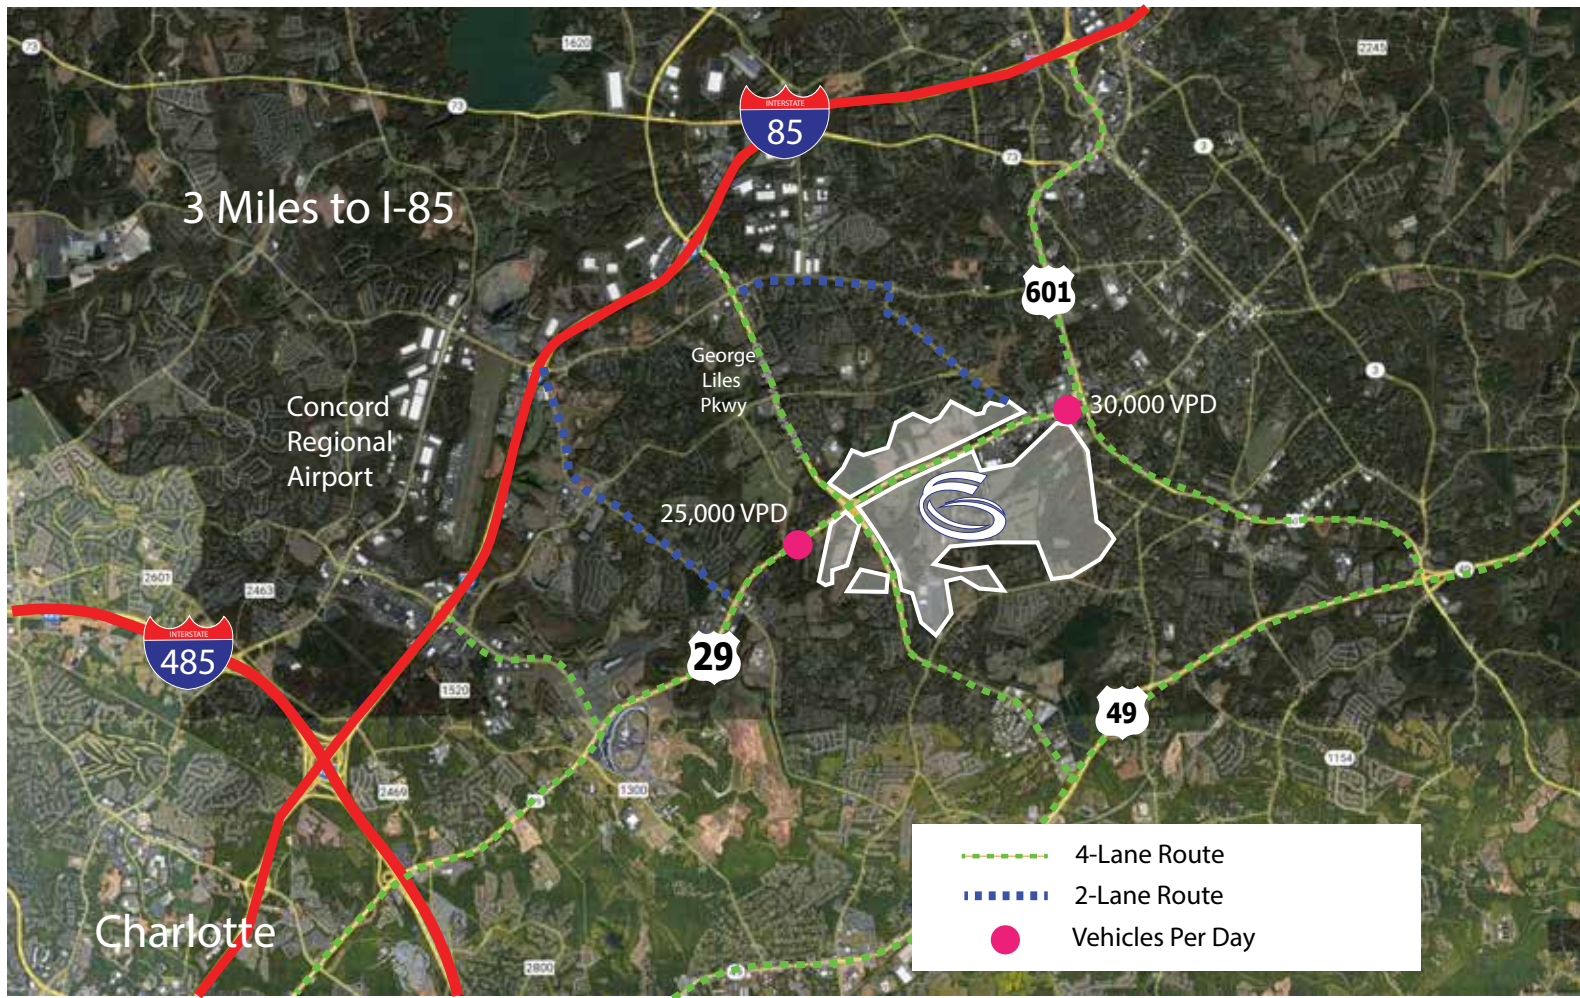 73
1620
2245
73
INTERSTATE
85
73
3
3 Miles to I-85
601
George
Liles
Pkwy
3
Concord
Regional
Airport
30,000 VPD
25,000 VPD
49
2601
2463
INTERSTATE
485
29
1520
49
1154
2469
1300
4-Lane Route
2-Lane Route
Vehicles Per Day
Charlotte
2800